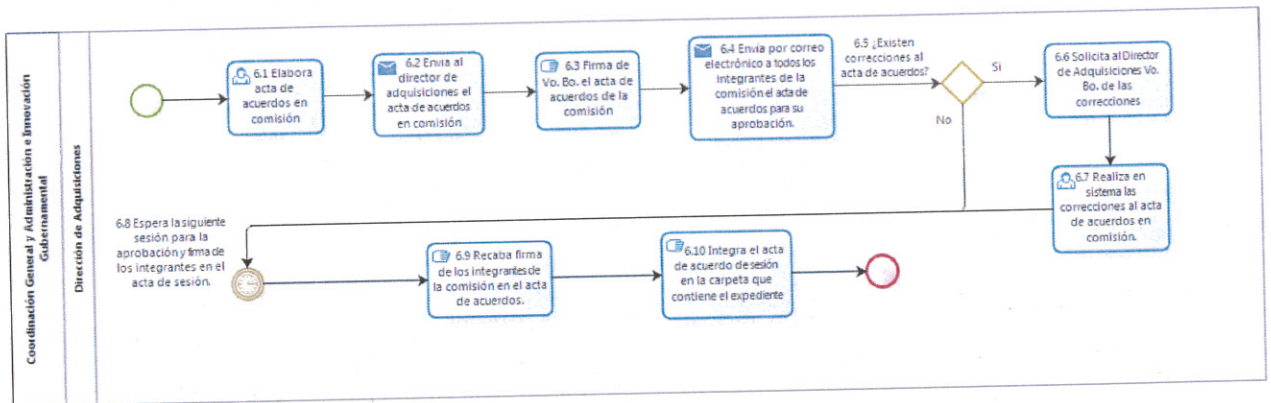 Coordinación General y Administración e Innovación
Gubernamental
Dirección de Adquisiciones
6.1 Elabora
acta de
acuerdos en
comisión
6.2 Envía al
director de
adquisiciones el
acta de acuerdos
en comisión
6.3 Firma de
Vo. Bo. el acta de
acuerdos de la
comisión
6.4 Envía por correo
electrónico a todos los
integrantes de la
comisión el acta de
acuerdos para su
aprobación.
6.5 ¿Existen
correcciones al
acta de acuerdos?
Si
No
6.6 Solicita al Director
de Adquisiciones Vo.
Bo. de las
correcciones
6.7 Realiza en
sistema las
correcciones al acta
de acuerdos en
comisión.
6.8 Espera la siguiente
sesión para la
aprobación y firma de
los integrantes en el
acta de sesión.
6.9 Recaba firma
de los integrantes de
la comisión en el acta
de acuerdos.
6.10 Integra el acta
de acuerdo de sesión
en la carpeta que
contiene el expediente